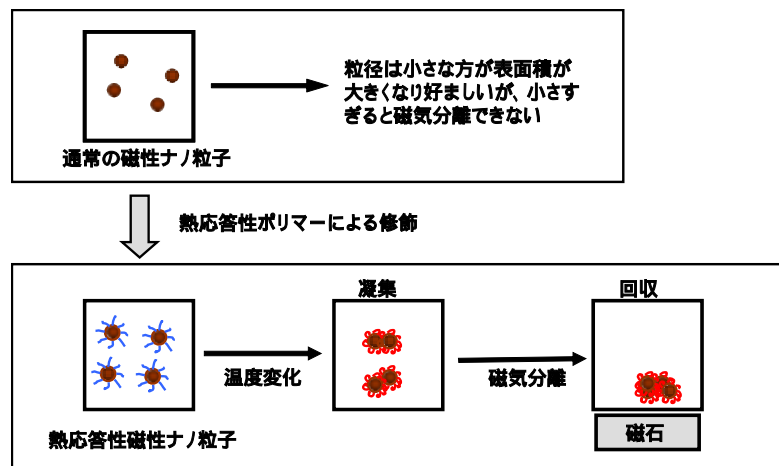 粒径は小さな方が表面積が
大きくなり好ましいが、小さす
ぎると磁気分離できない
通常の磁性ナノ粒子
熱応答性ポリマーによる修飾
凝集
回収
温度変化
磁気分離
熱応答性磁性ナノ粒子
磁石